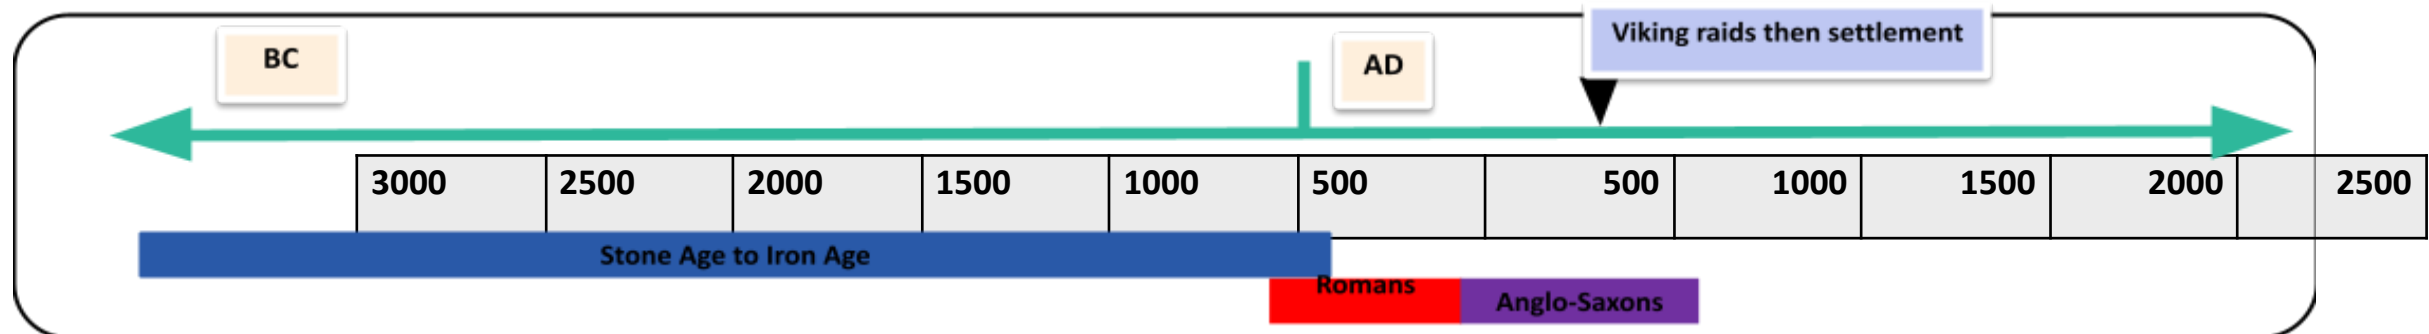 BC
AD
Viking raids then settlement
3000 2500 2000 1500 1000 500 500 1000 1500 2000 2500
Stone Age to Iron Age
Romans
Anglo-Saxons